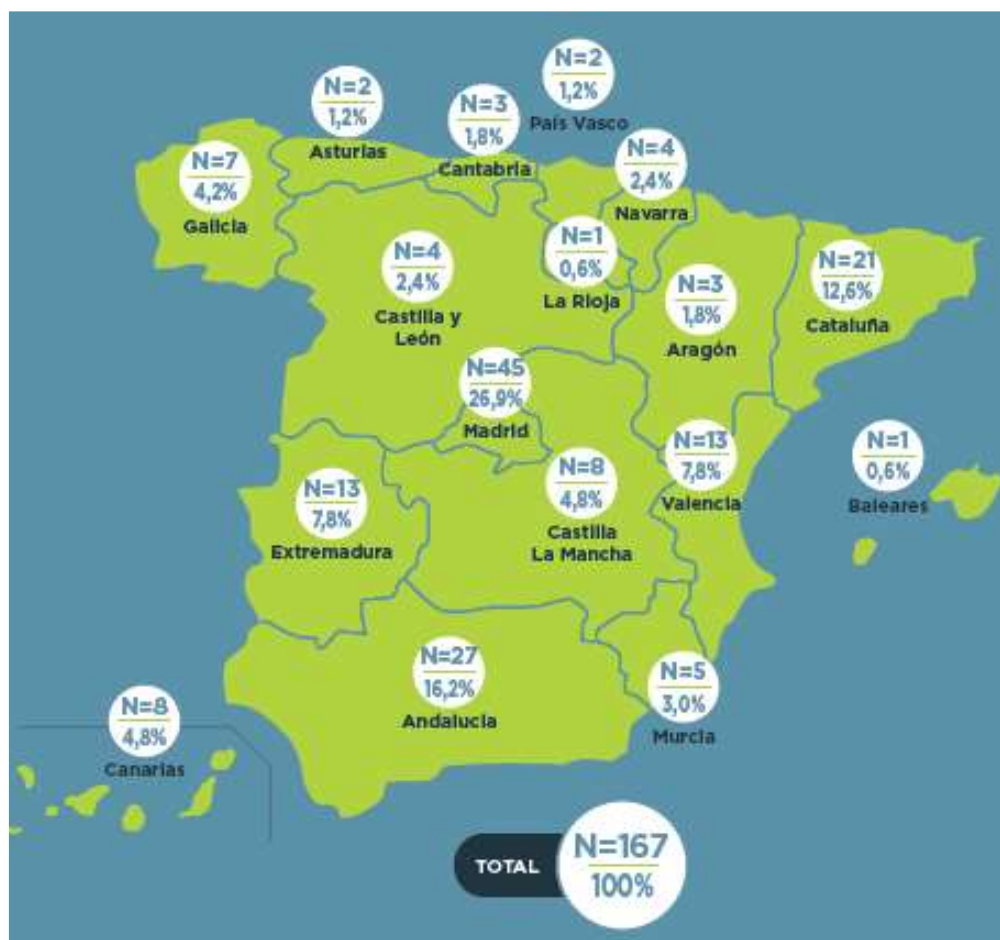 N=2
1,2%
País Vasco
N=2
1,2%
Asturias
N=3
1,8%
Cantabria
N=4
2,4%
Navarra
N=7
4,2%
Galicia
N=4
2,4%
Castilla y
León
N=1
0,6%
La Rioja
N=3
1,8%
Aragón
N=21
12,6%
Cataluña
N=45
26,9%
Madrid
N=13
7,8%
Valencia
N=1
0,6%
Baleares
N=13
7,8%
Extremadura
N=8
4,8%
Castilla
La Mancha
N=27
16,2%
Andalucia
N=5
3,0%
Murcia
N=8
4,8%
Canarias
TOTAL
N=167
100%